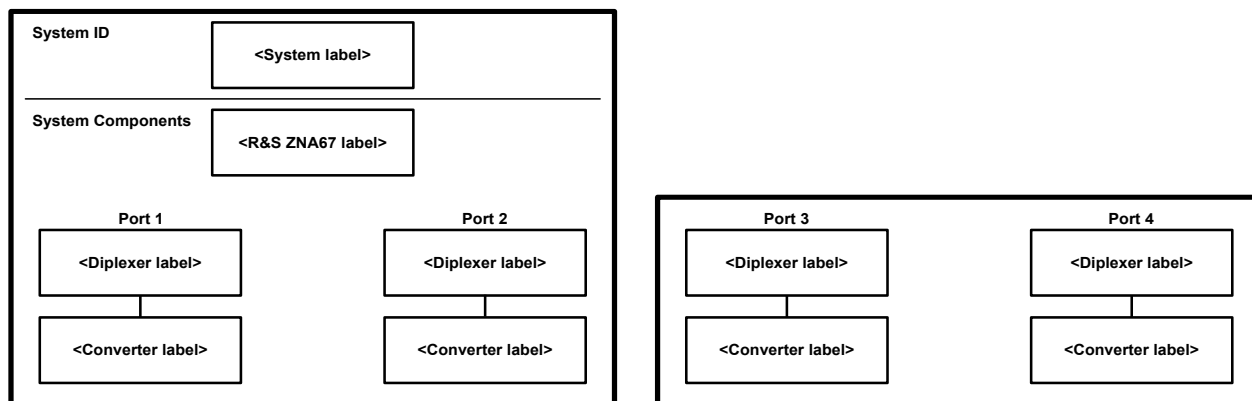 System ID
<System label>
System Components
<R&S ZNA67 label>
Port 1
Port 2
<Diplexer label>
<Diplexer label>
<Converter label>
<Converter label>
Port 3
Port 4
<Diplexer label>
<Diplexer label>
<Converter label>
<Converter label>